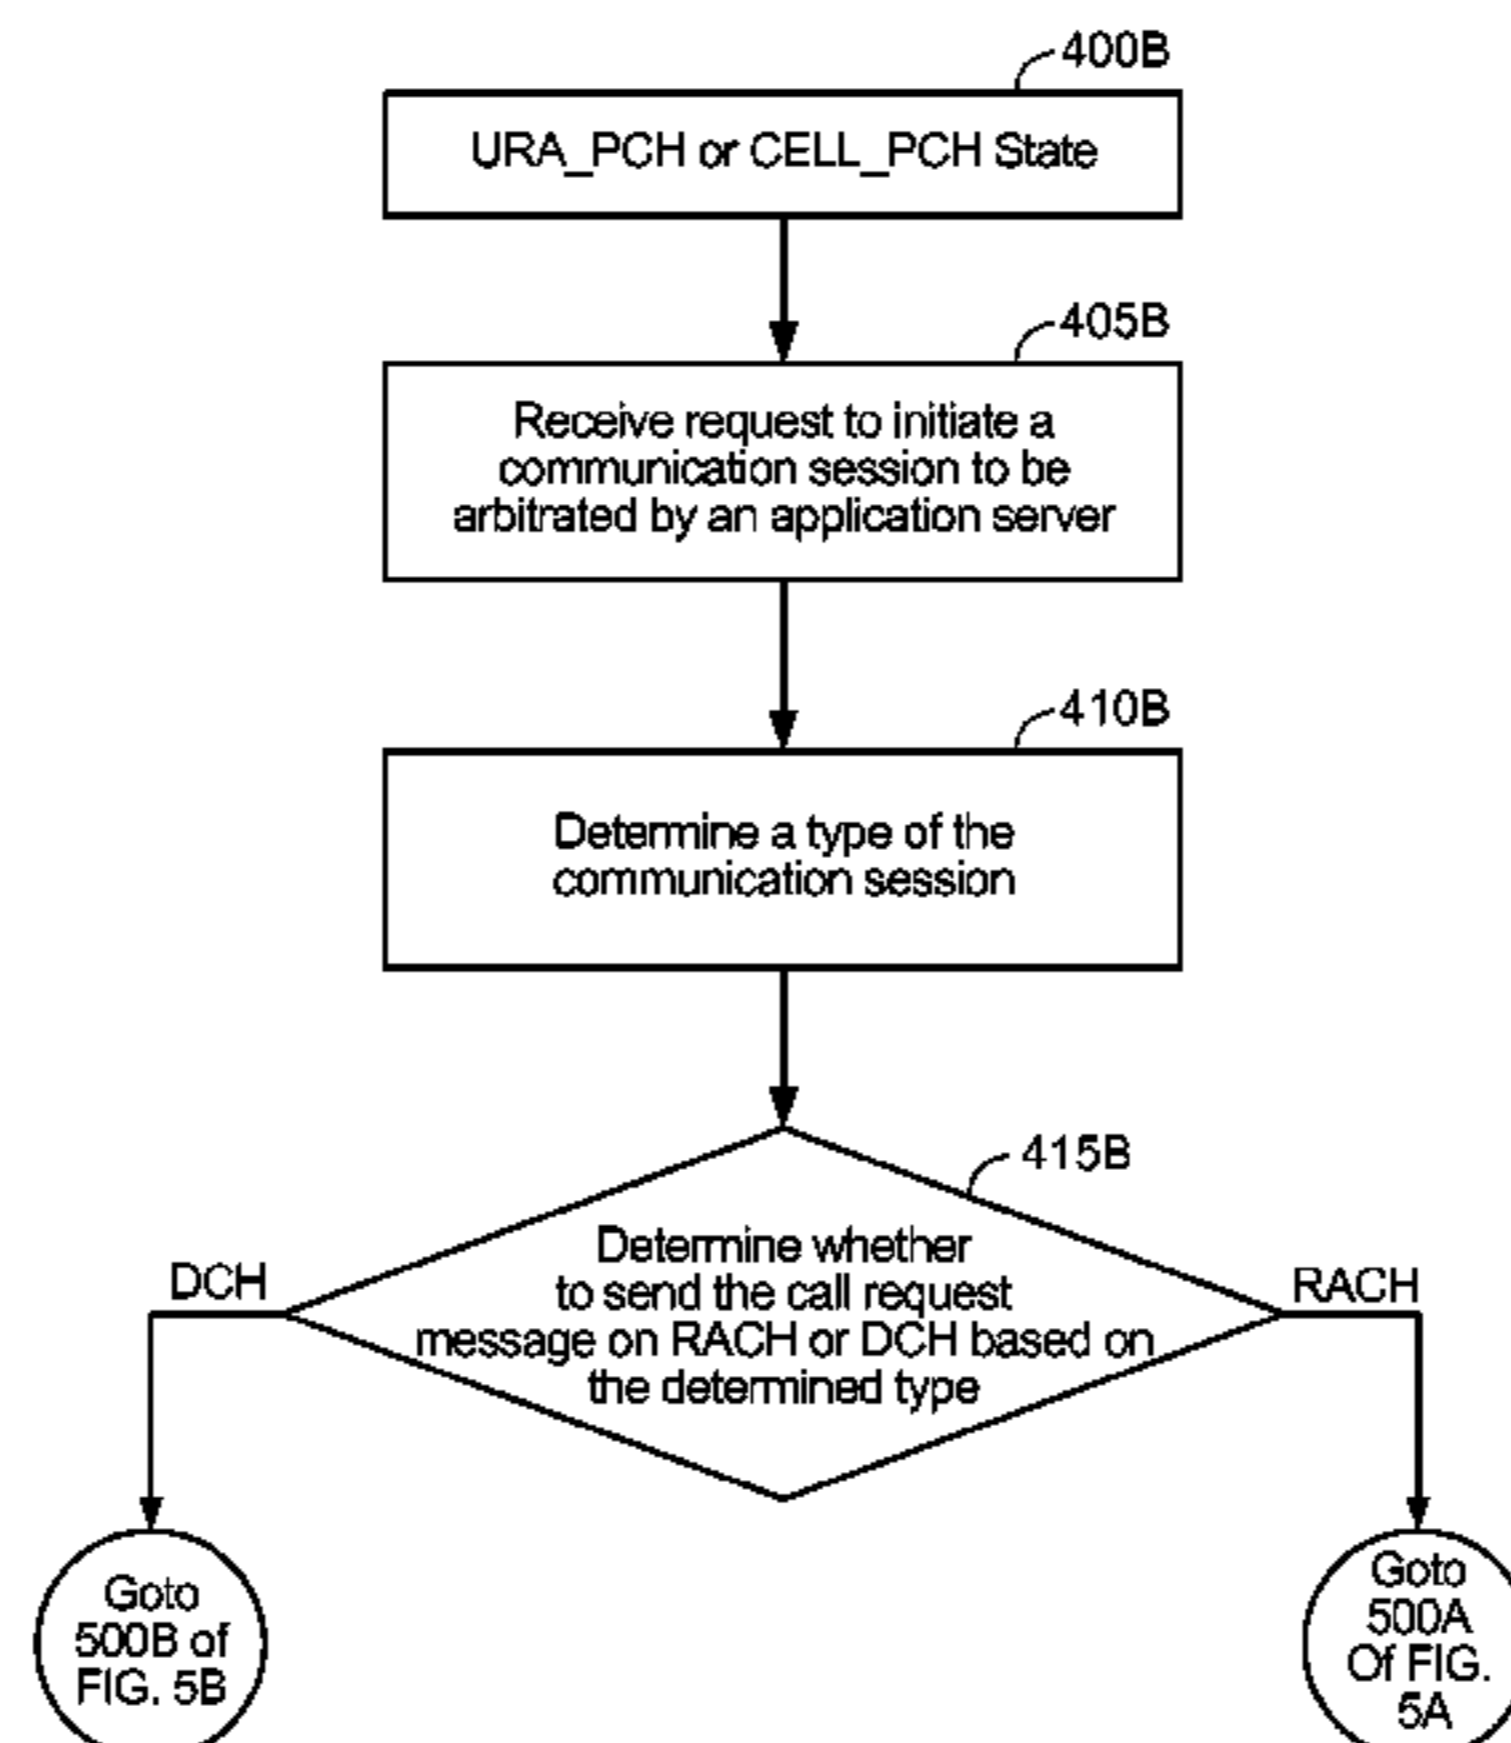 400B
URA_PCH or CELL_PCH State
405B
Receive request to initiate a
communication session to be
arbitrated by an application server
410B
Determine a type of the
communication session
415B
Determine whether
to send the call request
message on RACH or DCH based on
the determined type
DCH
RACH
Goto
500B of
FIG. 5B
Goto
500A
Of FIG.
5A